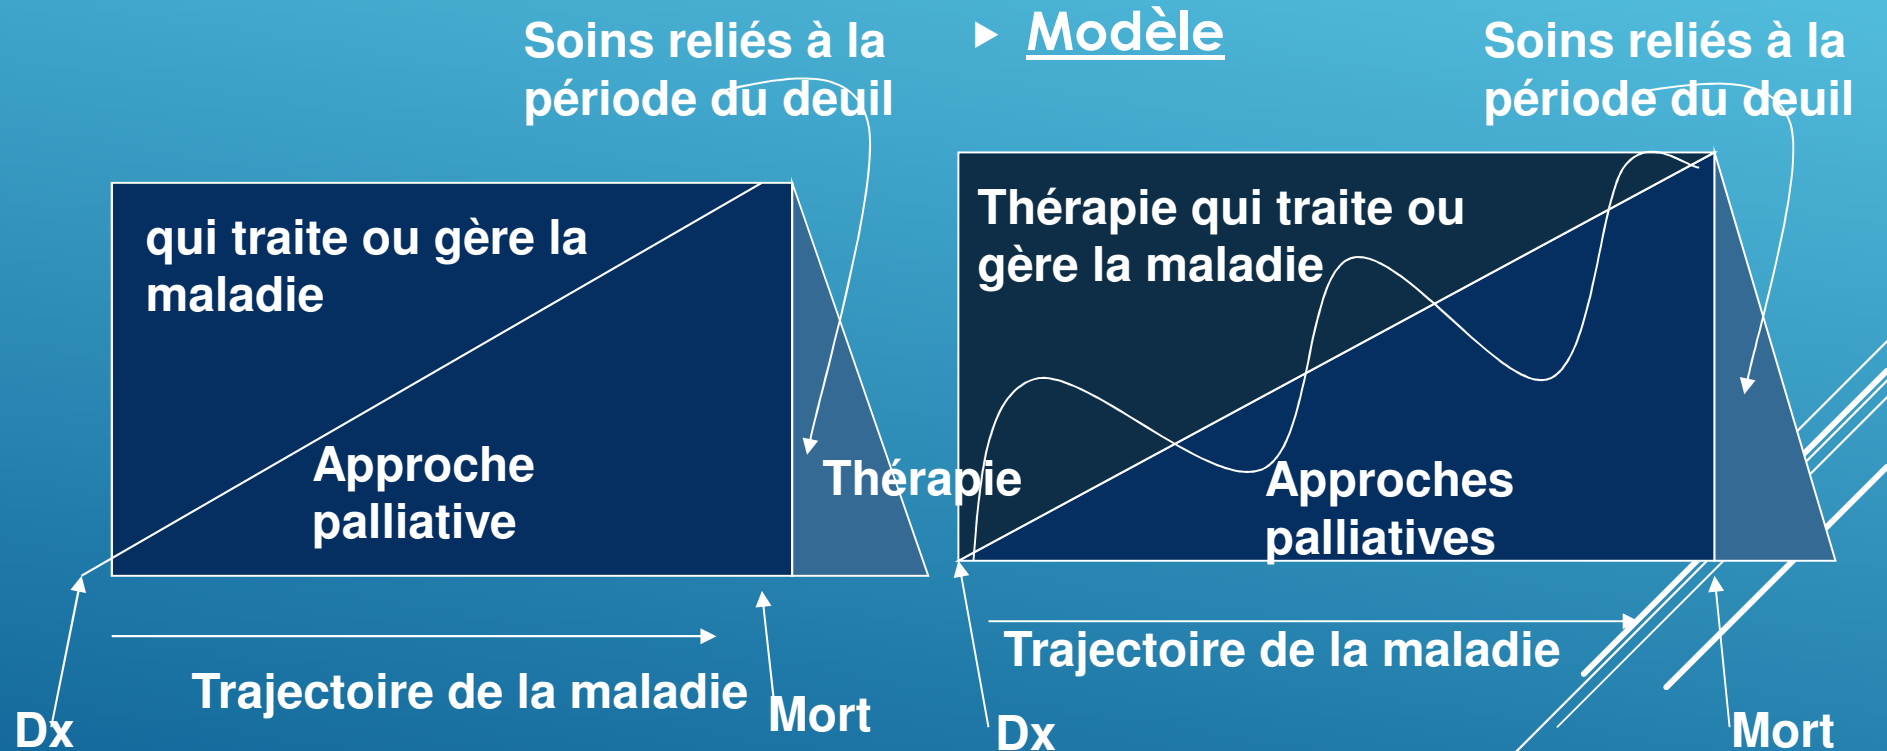 Modèle
Soins reliés à la
période du deuil
qui traite ou gère la
maladie
Approche
palliative
Thérapie
Trajectoire de la maladie
Dx
Mort
Soins reliés à la
période du deuil
Thérapie qui traite ou
gère la maladie
Approches
palliatives
Trajectoire de la maladie
Dx
Mort